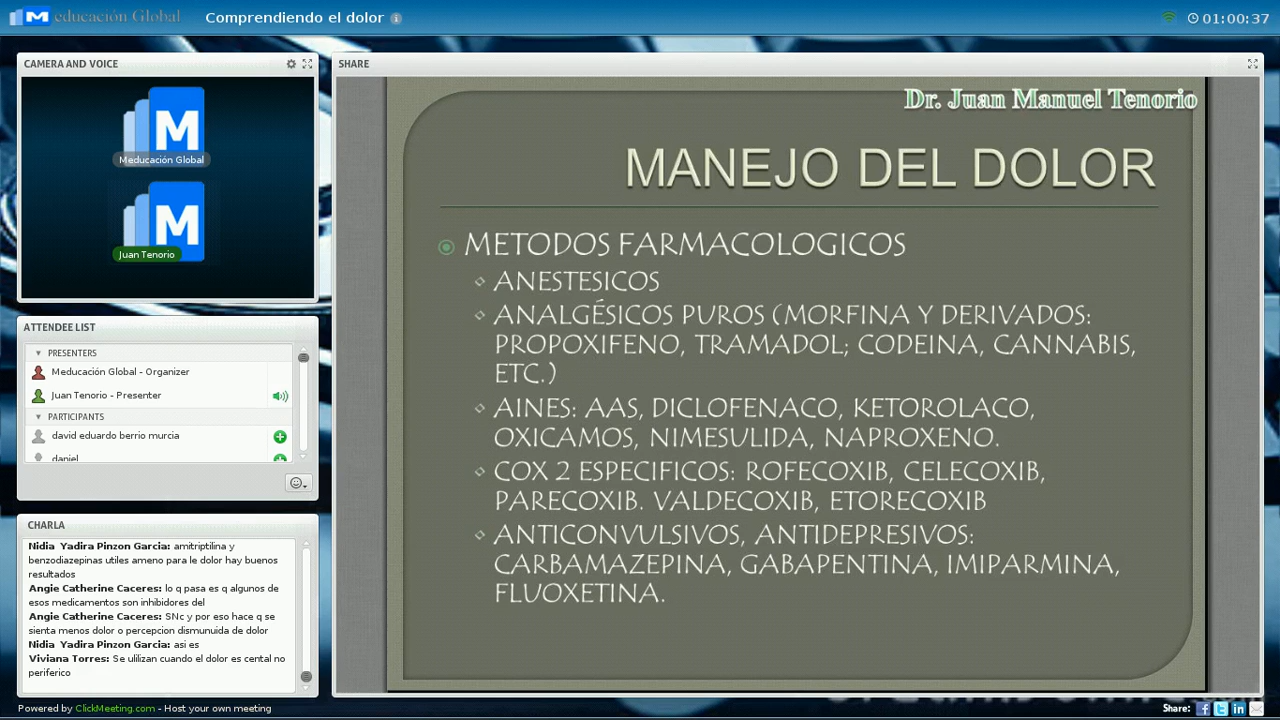 educación Global
Comprendiendo el dolor
01:00:37
CAMERA AND VOICE
Meducación Global
Juan Tenorio
ATTENDEE LIST
PRESENTERS
Meducación Global - Organizer
Juan Tenorio - Presenter
PARTICIPANTS
david eduardo berrio murcia
daniel
CHARLA
Nidia Yadira Pinzon Garcia: amitriptilina y
benzodiazepinas utiles ameno para le dolor hay buenos
resultados
Angie Catherine Caceres: lo q pasa es q algunos de
esos medicamentos son inhibidores del
Angie Catherine Caceres: SNc y por eso hace q se
sienta menos dolor o percepcion dismunuida de dolor
Nidia Yadira Pinzon Garcia: asi es
Viviana Torres: Se ulilizan cuando el dolor es cental no
periferico
Powered by ClickMeeting.com - Host your own meeting
SHARE
Dr. Juan Manuel Tenorio
MANEJO DEL DOLOR
METODOS FARMACOLOGICOS
ANESTESICOS
ANALGÉSICOS PUROS (MORFINA Y DERIVADOS:
PROPOXIFENO, TRAMADOL; CODEINA, CANNABIS,
ETC.)
AINES: AAS, DICLOFENACO, KETOROLACO,
OXICAMOS, NIMESULIDA, NAPROXENO.
COX 2 ESPECIFICOS: ROFECOXIB, CELECOXIB,
PARECOXIB. VALDECOXIB, ETORECOXIB
ANTICONVULSIVOS, ANTIDEPRESIVOS:
CARBAMAZEPINA, GABAPENTINA, IMIPARMINA,
FLUOXETINA.
Share: